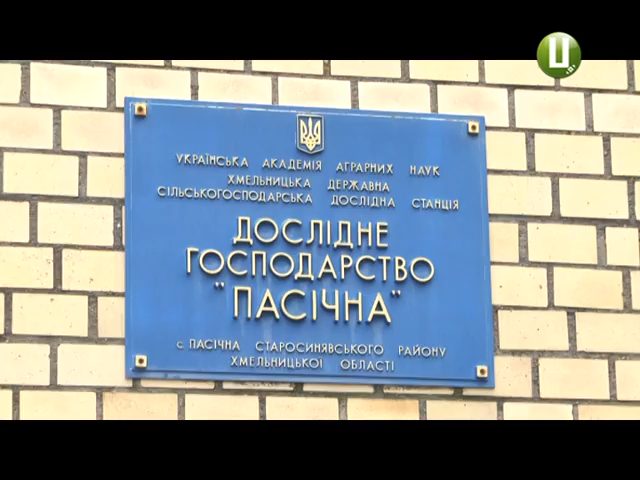 УКРАЇНСЬКА АКАДЕМІЯ АГРАРНИХ НАУК
ХМЕЛЬНИЦЬКА ДЕРЖАВНА
СІЛЬСЬКОГОСПОДАРСЬКА ДОСЛІДНА СТАНЦІЯ
ДОСЛІДНЕ
ГОСПОДАРСТВО
"ПАСІЧНА"
с. ПАСІЧНА СТАРОСИНЯВСЬКОГО РАЙОНУ
ХМЕЛЬНИЦЬКОЇ ОБЛАСТІ
Ц